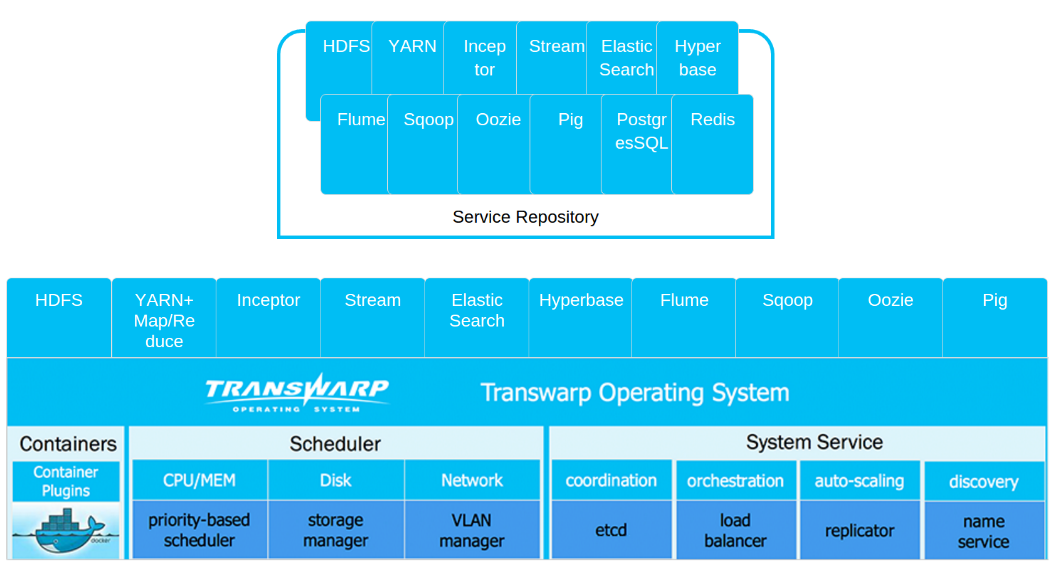 HDFS YARN Incep Stream Elastic Hyper
tor Search base
Flume Sqoop Oozie Pig Postgr Redis
esSQL
Service Repository
HDFS YARN+ Inceptor Stream Elastic Hyperbase Flume Sqoop Oozie Pig
Map/Re Search
duce
TRANSWARP Transwarp Operating System
OPERATING SYSTEM
Containers Scheduler System Service
Container CPU/MEM Disk Network coordination orchestration auto-scaling discovery
Plugins
priority-based storage VLAN etcd load replicator name
scheduler manager manager balancer service
docker